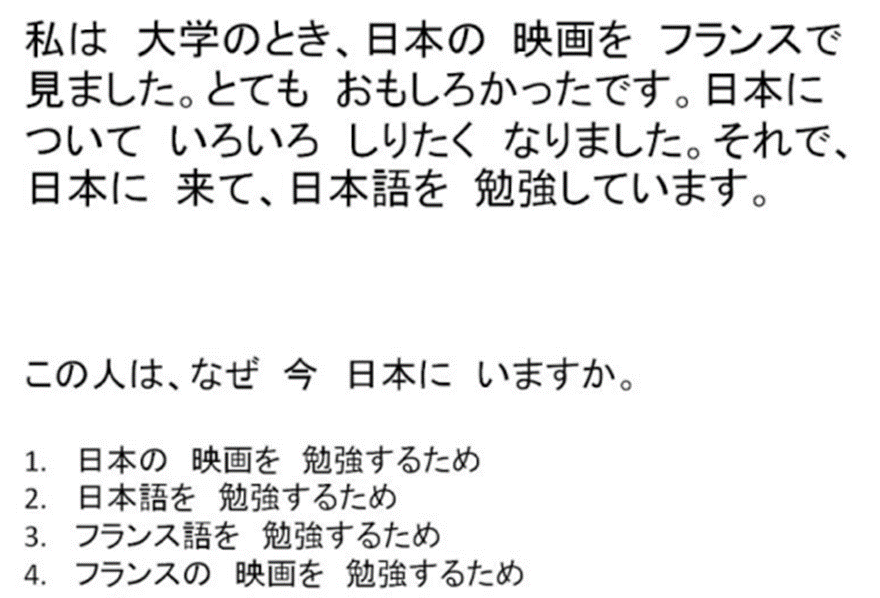 私は　大学のとき、日本の　映画を　フランスで
見ました。とても　おもしろかったです。日本に
ついて　いろいろ　しりたく　なりました。それで、
日本に　来て、日本語を　勉強しています。
この人は、なぜ　今　日本に　いますか。
1.　日本の　映画を　勉強するため
2.　日本語を　勉強するため
3.　フランス語を　勉強するため
4.　フランスの　映画を　勉強するため